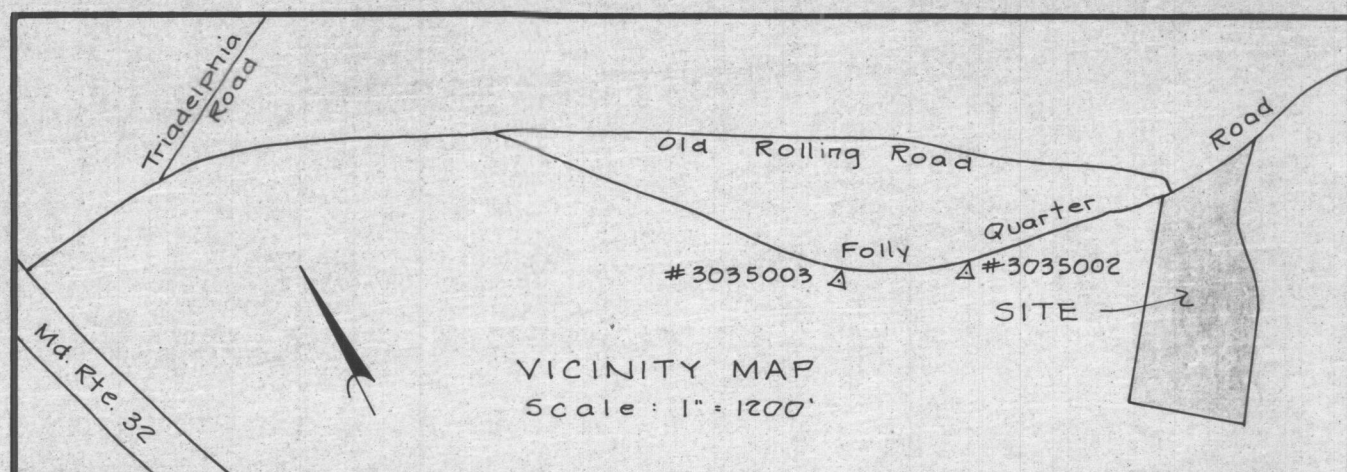 Triadelphia
Road
Old Rolling Road
Folly Quarter Road
#3035003
#3035002
SITE
Md. Rte. 32
VICINITY MAP
Scale : 1" = 1200'